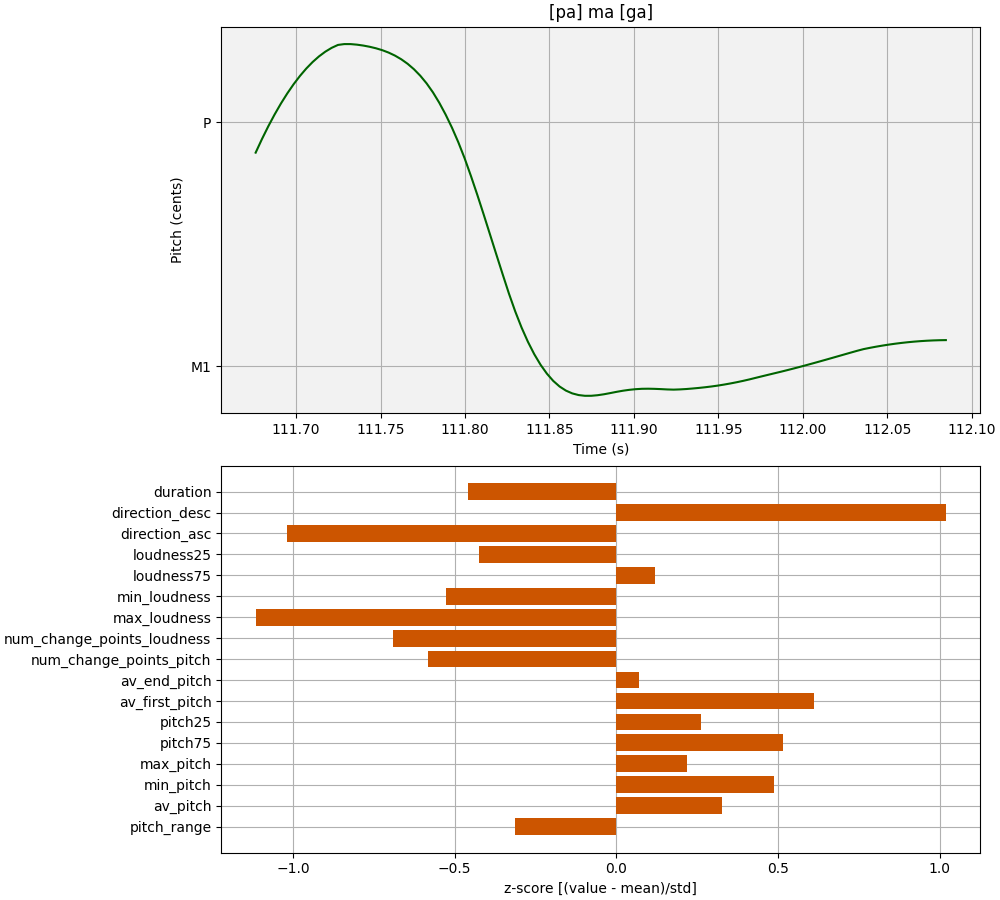 [pa] ma [ga]
P
M1
Pitch (cents)
111.70 111.75 111.80 111.85 111.90 111.95 112.00 112.05 112.10
Time (s)
duration
direction_desc
direction_asc
loudness25
loudness75
min_loudness
max_loudness
num_change_points_loudness
num_change_points_pitch
av_end_pitch
av_first_pitch
pitch25
pitch75
max_pitch
min_pitch
av_pitch
pitch_range
−1.0 −0.5 0.0 0.5 1.0
z-score [(value - mean)/std]